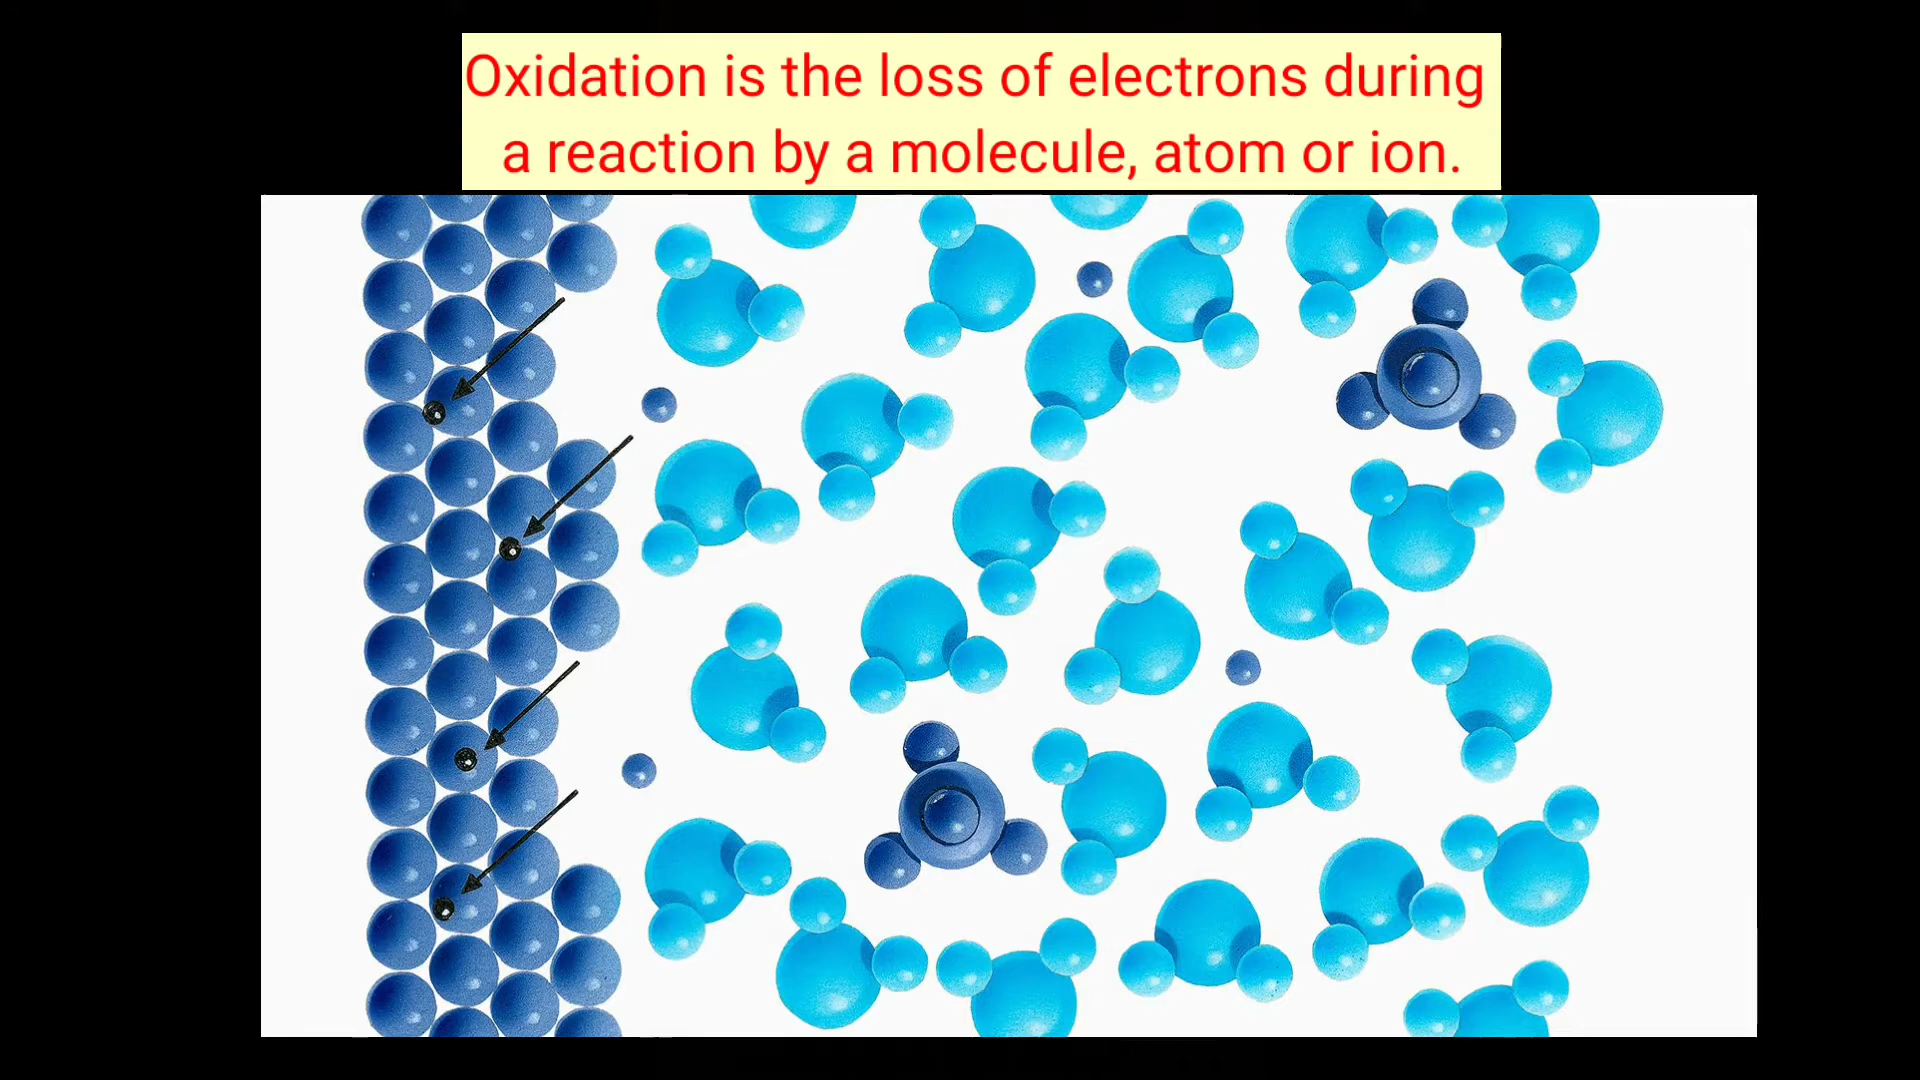 Oxidation is the loss of electrons during
a reaction by a molecule, atom or ion.